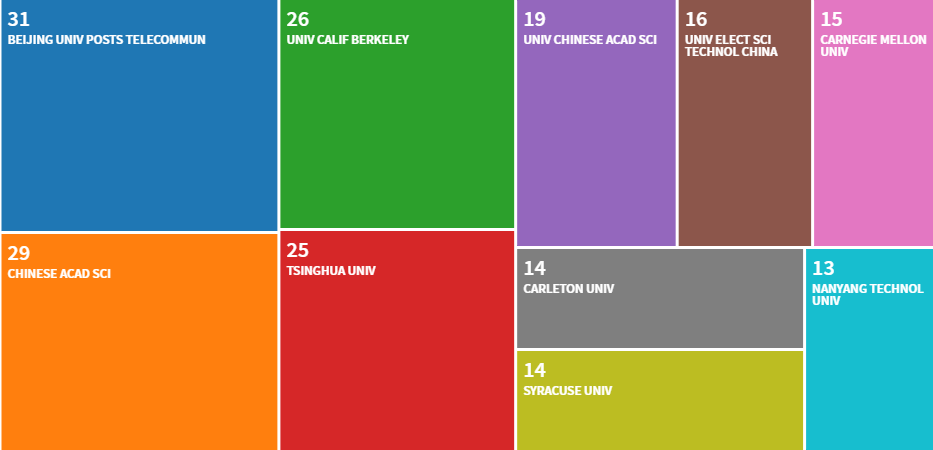 31
BEIJING UNIV POSTS TELECOMMUN
29
CHINESE ACAD SCI
26
UNIV CALIF BERKELEY
25
TSINGHUA UNIV
19
UNIV CHINESE ACAD SCI
16
UNIV ELECT SCI
TECHNOL CHINA
15
CARNEGIE MELLON
UNIV
14
CARLETON UNIV
14
SYRACUSE UNIV
13
NANYANG TECHNOL
UNIV